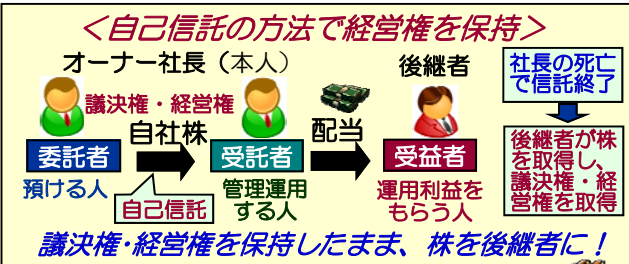 ＜自己信託の方法で経営権を保持＞
オーナー社長（本人）
後継者
社長の死亡
で信託終了
議決権・経営権
自社株
配当
委託者
受託者
受益者
預ける人
管理運用
する人
運用利益を
もらう人
自己信託
後継者が株
を取得し、
議決権・経
営権を取得
議決権・経営権を保持したまま、株を後継者に！